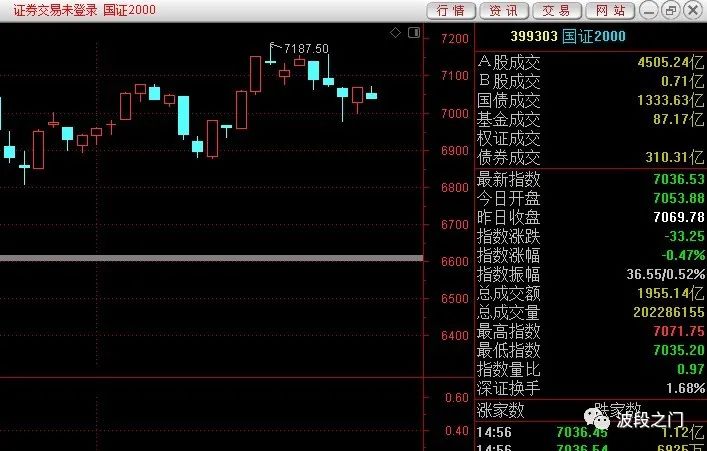 证券交易未登录 国证2000
行情 资讯 交易 网站
7187.50
7200
7100
7000
6900
6800
6700
6600
6500
6400
0.60
0.40
399303 国证2000
A股成交 4505.24亿
B股成交 0.71亿
国债成交 1333.63亿
基金成交 87.17亿
权证成交
债券成交 310.31亿
最新指数 7036.53
今日开盘 7053.88
昨日收盘 7069.78
指数涨跌 -33.25
指数涨幅 -0.47%
指数振幅 36.55/0.52%
总成交额 1955.14亿
总成交量 202286155
最高指数 7071.75
最低指数 7035.20
指数量比 0.97
深证换手 1.68%
涨家数 跌家数
波段之门
14:56 7036.45 1.12亿
14:56 7036.54 6925万